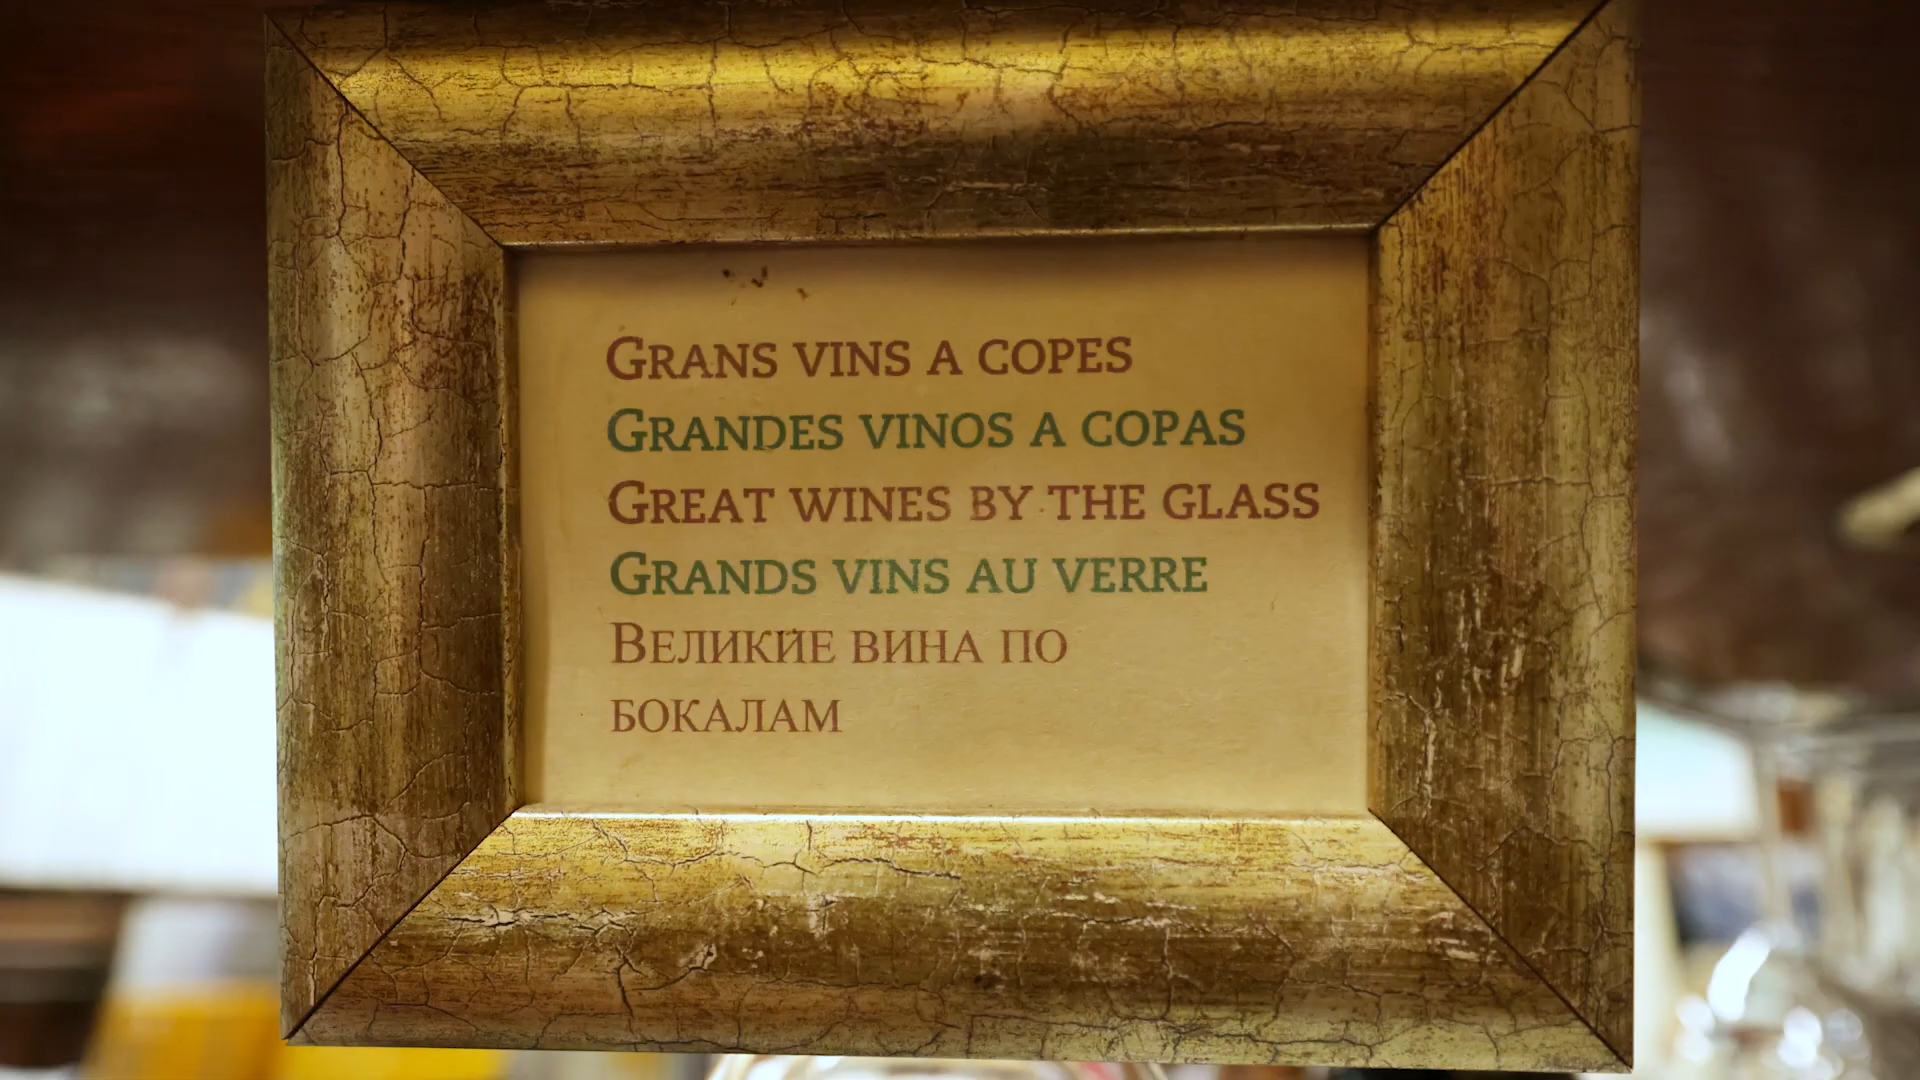 Grans vins a copes
Grandes vinos a copas
Great wines by the glass
Grands vins au verre
Великие вина по
бокалам